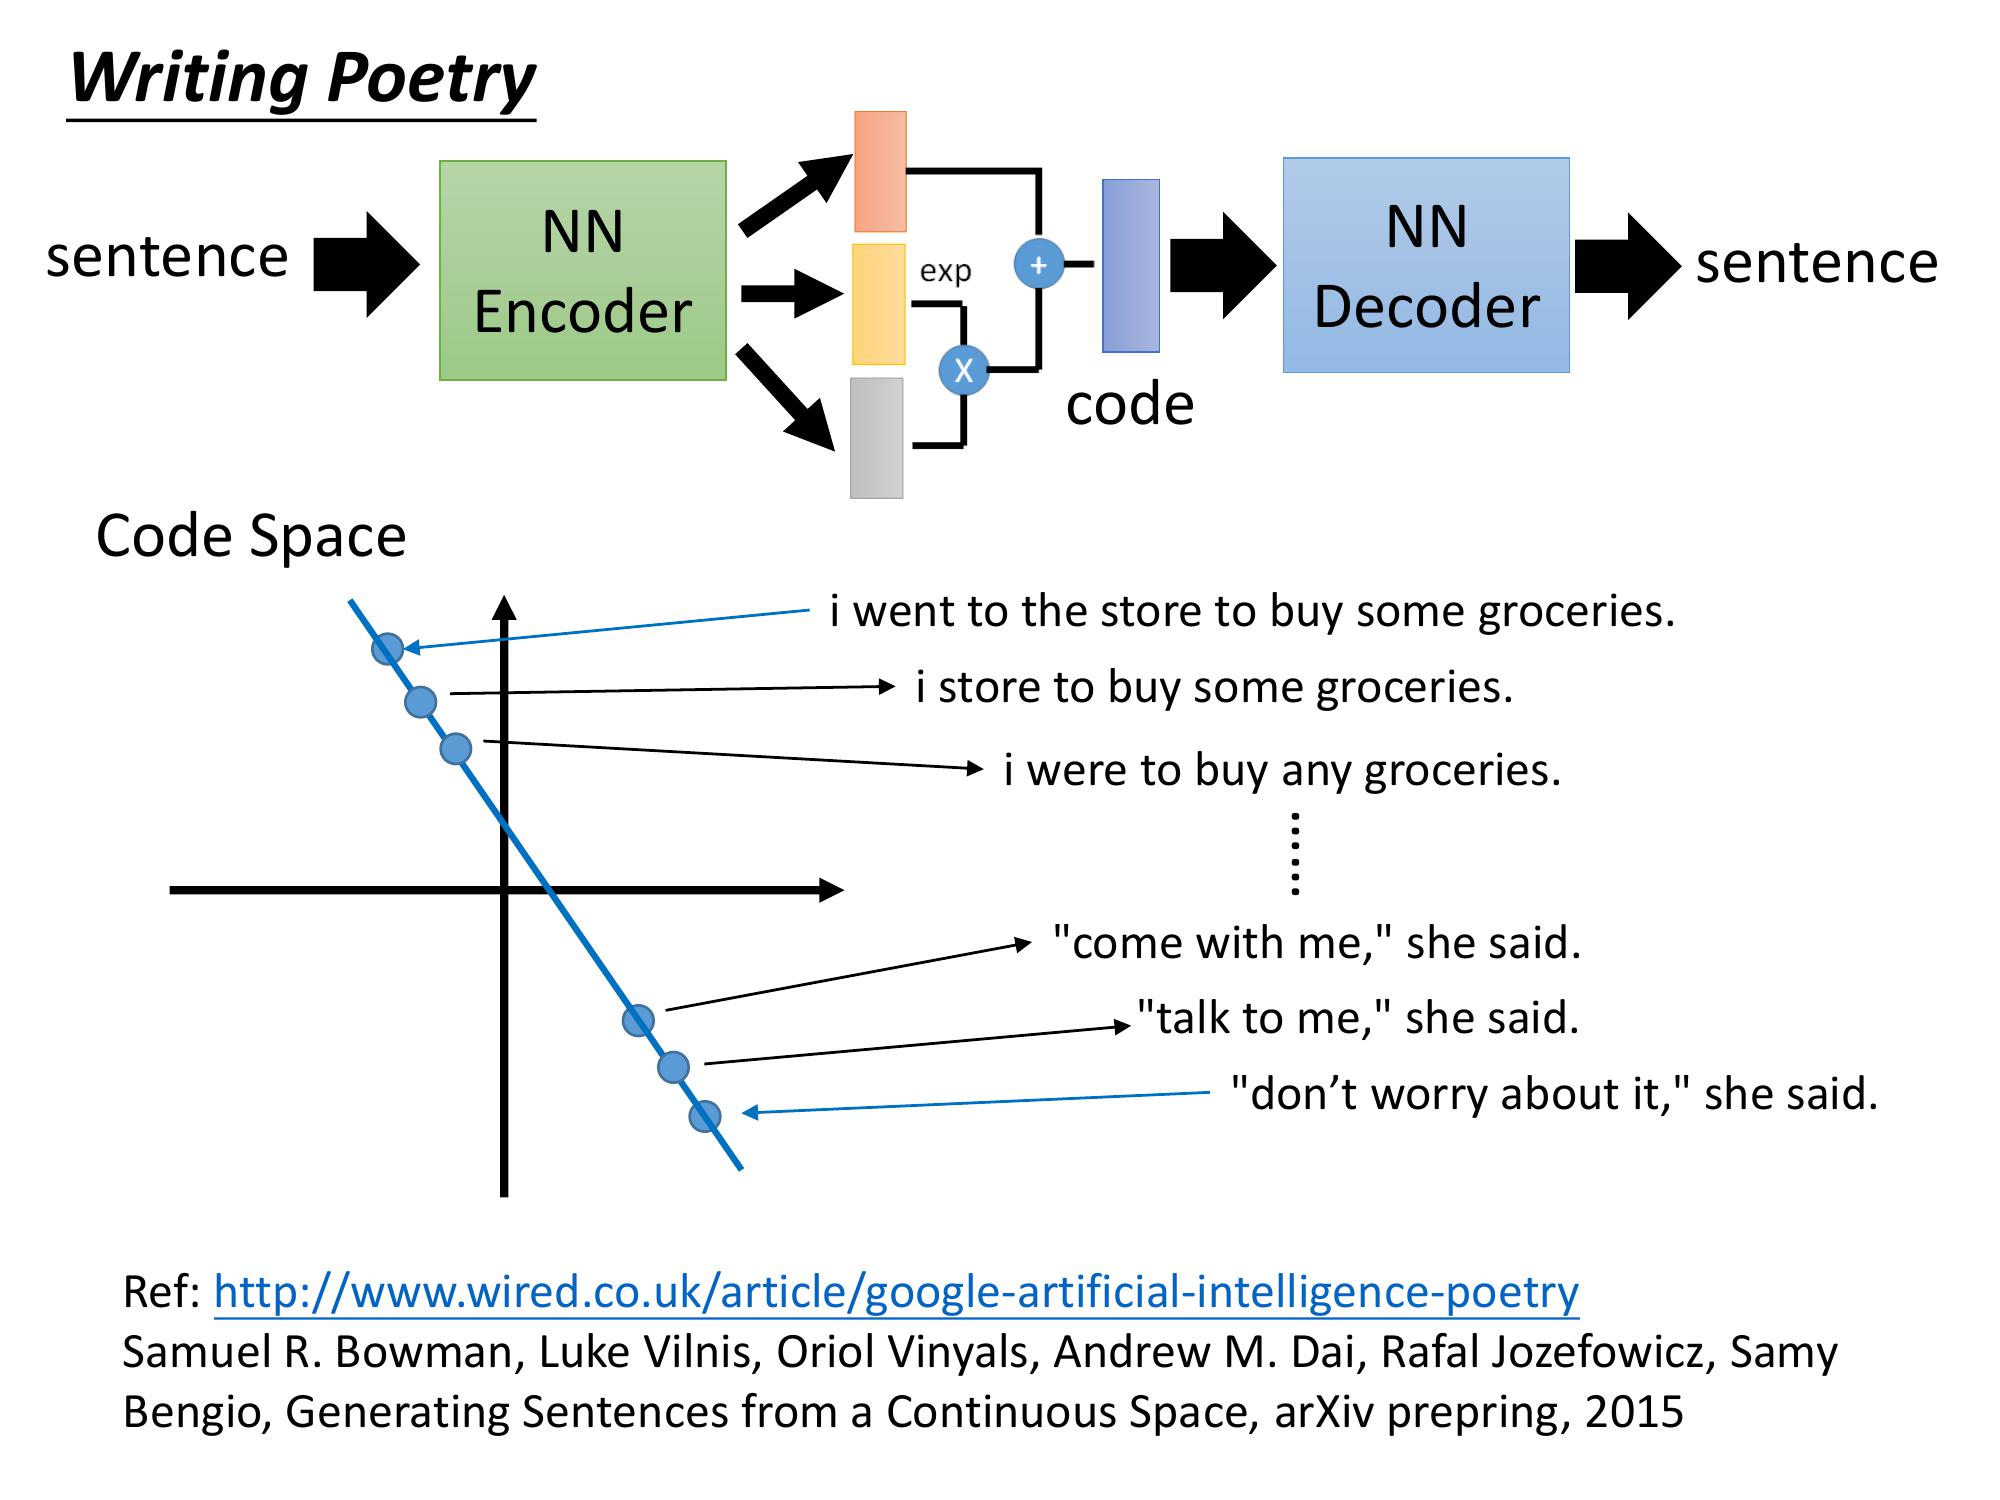 Writing Poetry
sentence
NN
Encoder
exp
+
X
code
NN
Decoder
sentence
Code Space
i went to the store to buy some groceries.
i store to buy some groceries.
i were to buy any groceries.
"come with me," she said.
"talk to me," she said.
"don’t worry about it," she said.
Ref: http://www.wired.co.uk/article/google-artificial-intelligence-poetry
Samuel R. Bowman, Luke Vilnis, Oriol Vinyals, Andrew M. Dai, Rafal Jozefowicz, Samy
Bengio, Generating Sentences from a Continuous Space, arXiv prepring, 2015